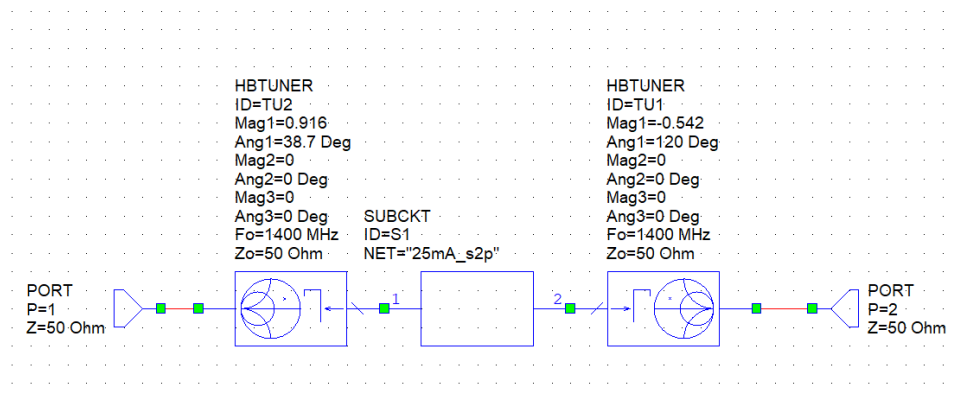 HBTUNER
ID=TU2
Mag1=0.916
Ang1=38.7 Deg
Mag2=0
Ang2=0 Deg
Mag3=0
Ang3=0 Deg
Fo=1400 MHz
Zo=50 Ohm
SUBCKT
ID=S1
NET="25mA_s2p"
HBTUNER
ID=TU1
Mag1=-0.542
Ang1=120 Deg
Mag2=0
Ang2=0 Deg
Mag3=0
Ang3=0 Deg
Fo=1400 MHz
Zo=50 Ohm
PORT
P=1
Z=50 Ohm
1
2
PORT
P=2
Z=50 Ohm